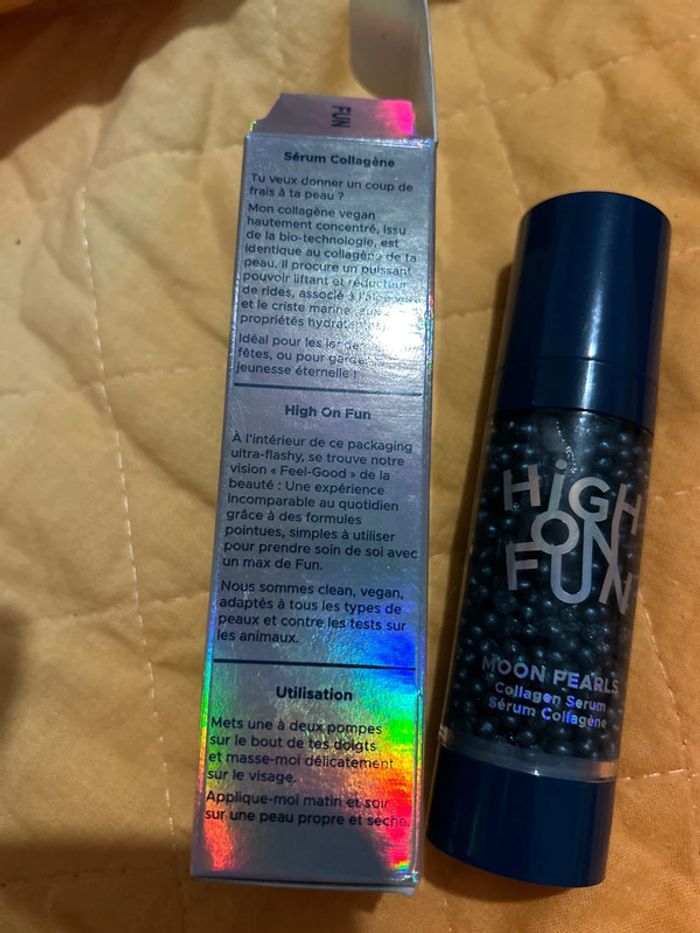 FUN
Sérum Collagène
Tu veux donner un coup de
frais à ta peau ?
Mon collagène vegan
hautement concentré, issu
de la bio-technologie, est
identique au collagène de ta
peau. Il procure un puissant
pouvoir liftant et réducteur
de rides, associé à l'aloe vera
et le criste marine, aux
propriétés hydratantes.
Idéal pour les
fêtes, ou pour garder
jeunesse éternelle !
High On Fun
À l'intérieur de ce packaging
ultra-flashy, se trouve notre
vision « Feel-Good » de la
beauté : Une expérience
incomparable au quotidien
grâce à des formules
pointues, simples à utiliser
pour prendre soin de soi avec
un max de Fun.
Nous sommes clean, vegan,
adaptés à tous les types de
peaux et contre les tests sur
les animaux.
Utilisation
Mets une à deux pompes
sur le bout de tes doigts
et masse-moi délicatement
sur le visage.
Applique-moi matin et soir
sur une peau propre et sèche
HiGH
ON
FUN
MOON PEARLS
Collagen Serum
Sérum Collagène